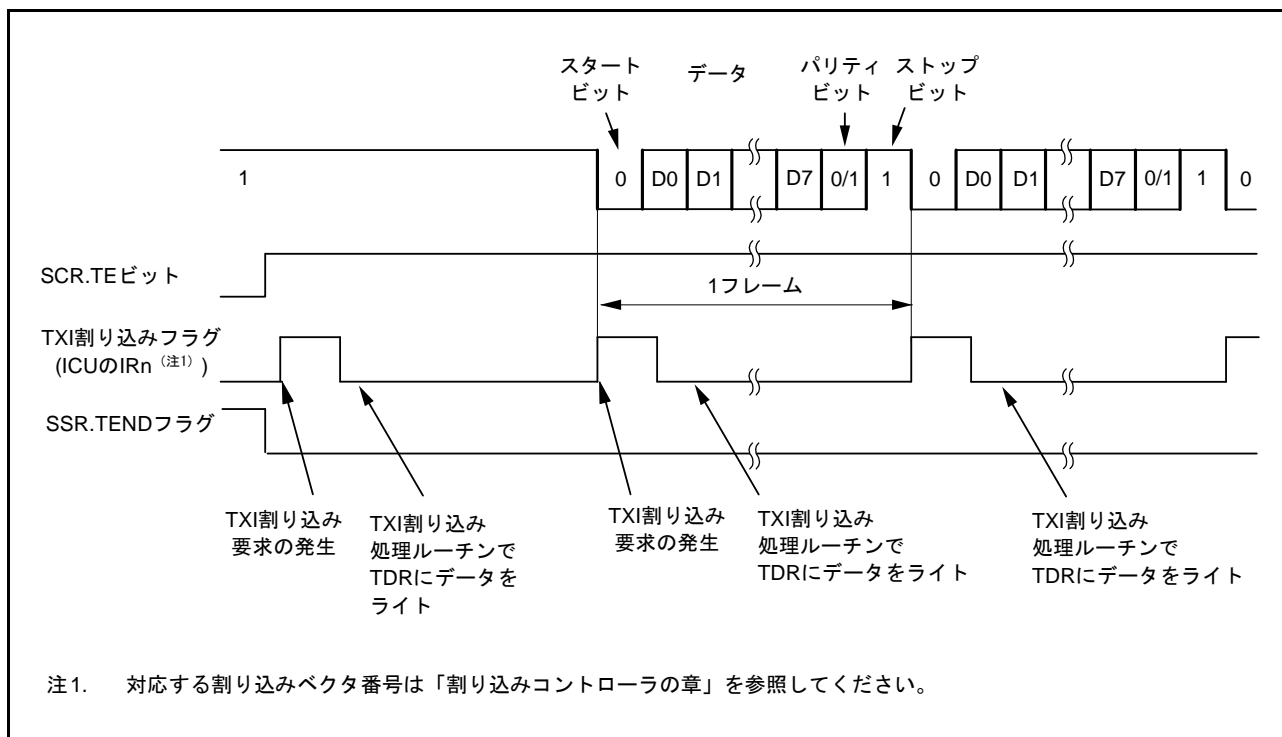 スタート
ビット
データ
パリティ
ビット
ストップ
ビット
1
0 D0 D1 D7 0/1 1 0 D0 D1 D7 0/1 1 0
SCR.TEビット
1フレーム
TXI割り込みフラグ
(ICUのIRn（注1）)
SSR.TENDフラグ
TXI割り込み
要求の発生
TXI割り込み
処理ルーチンで
TDRにデータを
ライト
TXI割り込み
要求の発生
TXI割り込み
処理ルーチンで
TDRにデータをライト
TXI割り込み
処理ルーチンで
TDRにデータをライト
注1. 対応する割り込みベクタ番号は「割り込みコントローラの章」を参照してください。